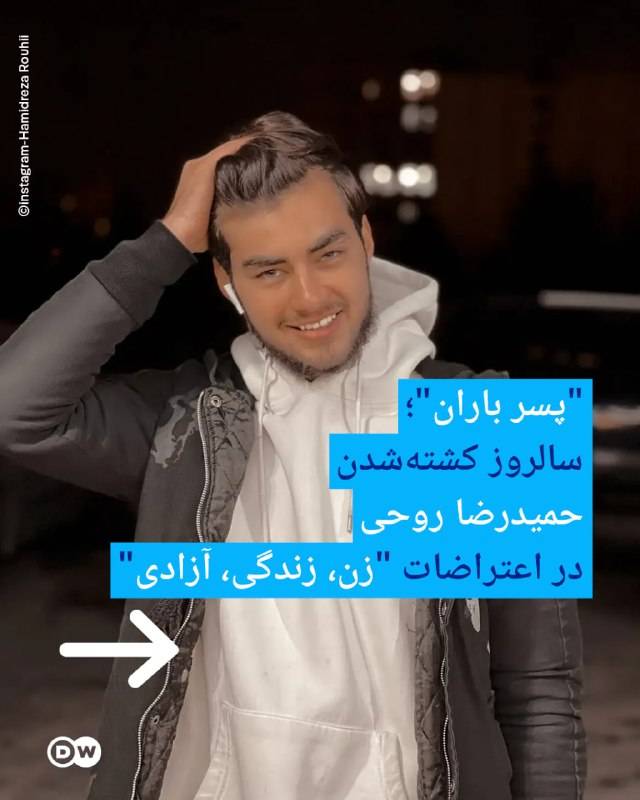 ©instagram-Hamidreza Rouhii
"پسر باران"؛
سالروز کشته‌شدن
حمیدرضا روحی
در اعتراضات "زن، زندگی، آزادی"
DW